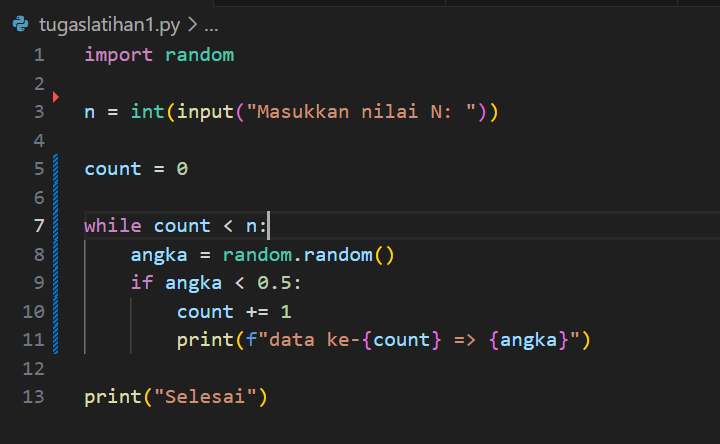 tugaslatihan1.py > ...
1 import random
2
3 n = int(input("Masukkan nilai N: "))
4
5 count = 0
6
7 while count < n:
8     angka = random.random()
9     if angka < 0.5:
10         count += 1
11         print(f"data ke-{count} => {angka}")
12
13 print("Selesai")